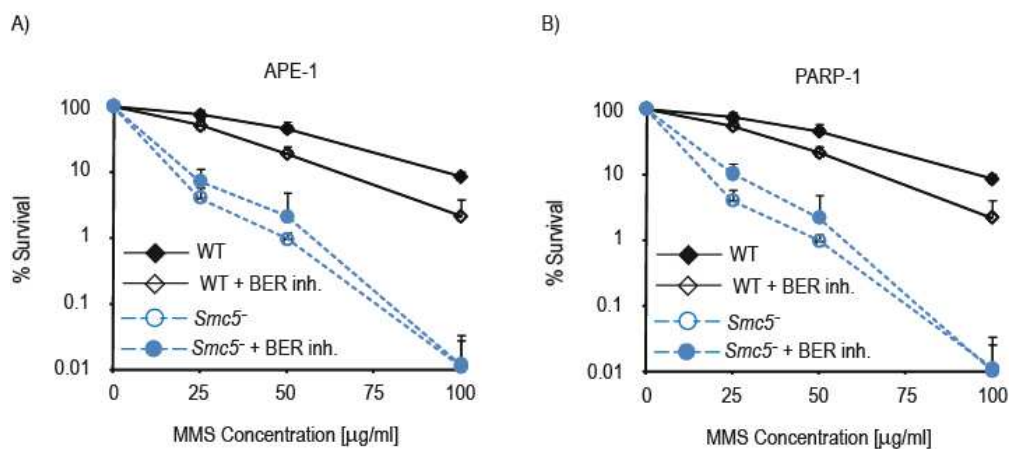 A)
APE-1
100
10
1
0.1
0.01
% Survival
WT
WT + BER inh.
Smc5⁻
Smc5⁻ + BER inh.
0 25 50 75 100
MMS Concentration [µg/ml]
B)
PARP-1
100
10
1
0.1
0.01
% Survival
WT
WT + BER inh.
Smc5⁻
Smc5⁻ + BER inh.
0 25 50 75 100
MMS Concentration [µg/ml]